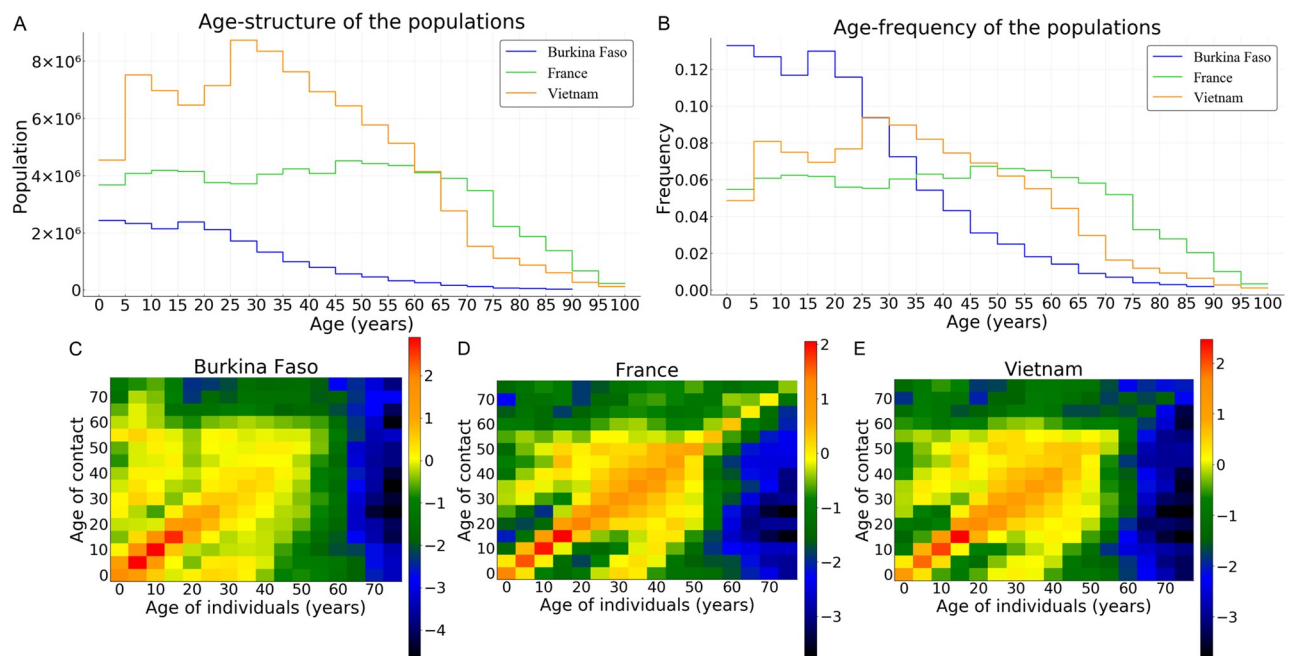 A
Age-structure of the populations
Population
8×10⁶
6×10⁶
4×10⁶
2×10⁶
0
Burkina Faso
France
Vietnam
0 5 10 15 20 25 30 35 40 45 50 55 60 65 70 75 80 85 90 95 100
Age (years)
B
Age-frequency of the populations
Frequency
0.12
0.10
0.08
0.06
0.04
0.02
0.00
Burkina Faso
France
Vietnam
0 5 10 15 20 25 30 35 40 45 50 55 60 65 70 75 80 85 90 95 100
Age (years)
C
Burkina Faso
Age of contact
70
60
50
40
30
20
10
0
0 10 20 30 40 50 60 70
Age of individuals (years)
2
1
0
−1
−2
−3
−4
D
France
Age of contact
70
60
50
40
30
20
10
0
0 10 20 30 40 50 60 70
Age of individuals (years)
2
1
0
−1
−2
−3
E
Vietnam
Age of contact
70
60
50
40
30
20
10
0
0 10 20 30 40 50 60 70
Age of individuals (years)
2
1
0
−1
−2
−3